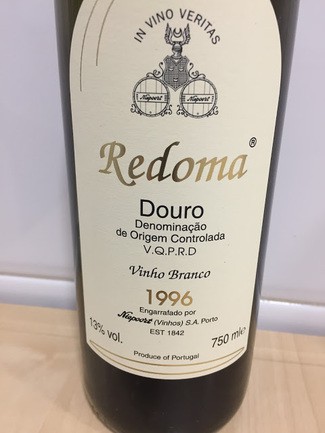 IN VINO VERITAS
Niepoort Niepoort
Redoma®
Douro
Denominação
de Origem Controlada
V.Q.P.R.D
Vinho Branco
1996
Engarrafado por
Niepoort (Vinhos) S.A. Porto
EST 1842
13% vol.
750 ml e
Produce of Portugal